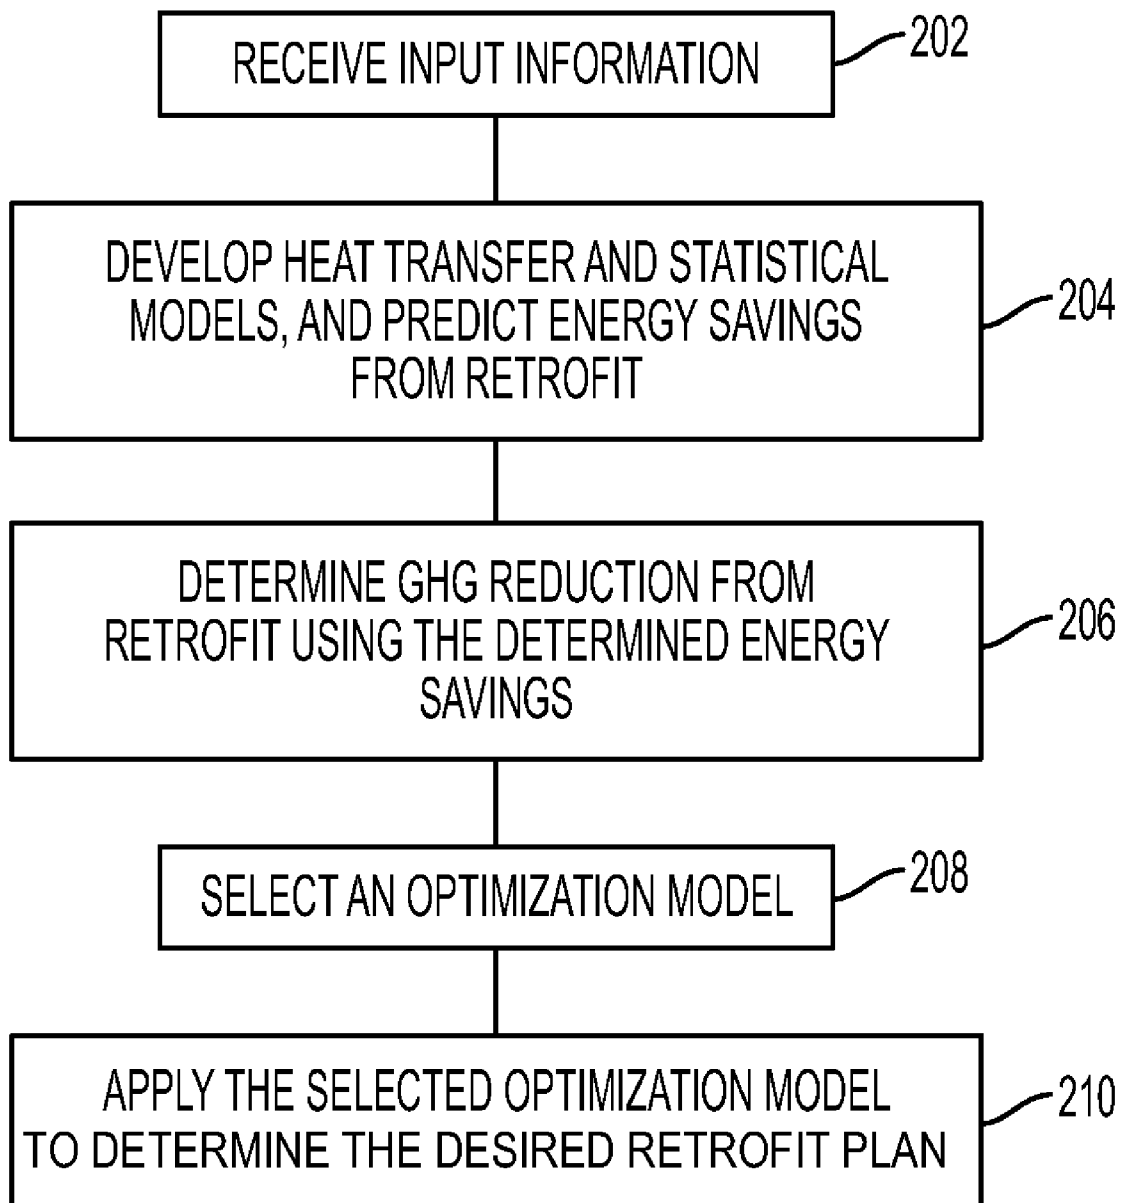 RECEIVE INPUT INFORMATION
202
DEVELOP HEAT TRANSFER AND STATISTICAL
MODELS, AND PREDICT ENERGY SAVINGS
FROM RETROFIT
204
DETERMINE GHG REDUCTION FROM
RETROFIT USING THE DETERMINED ENERGY
SAVINGS
206
SELECT AN OPTIMIZATION MODEL
208
APPLY THE SELECTED OPTIMIZATION MODEL
TO DETERMINE THE DESIRED RETROFIT PLAN
210